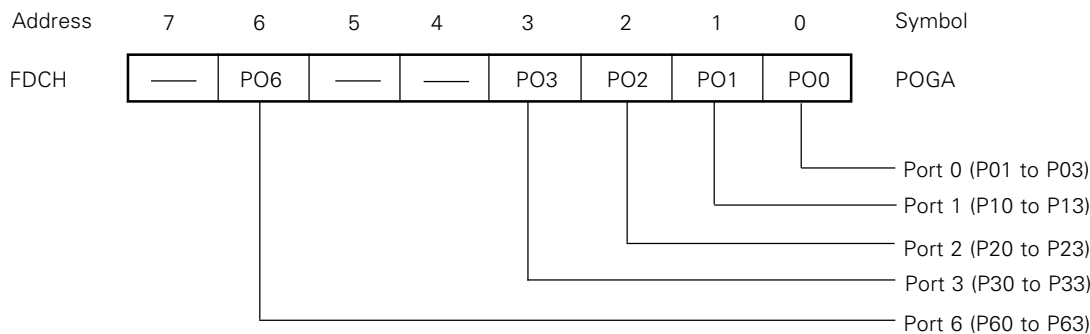 Address 7 6 5 4 3 2 1 0 Symbol
FDCH — PO6 — — PO3 PO2 PO1 PO0 POGA
Port 0 (P01 to P03)
Port 1 (P10 to P13)
Port 2 (P20 to P23)
Port 3 (P30 to P33)
Port 6 (P60 to P63)